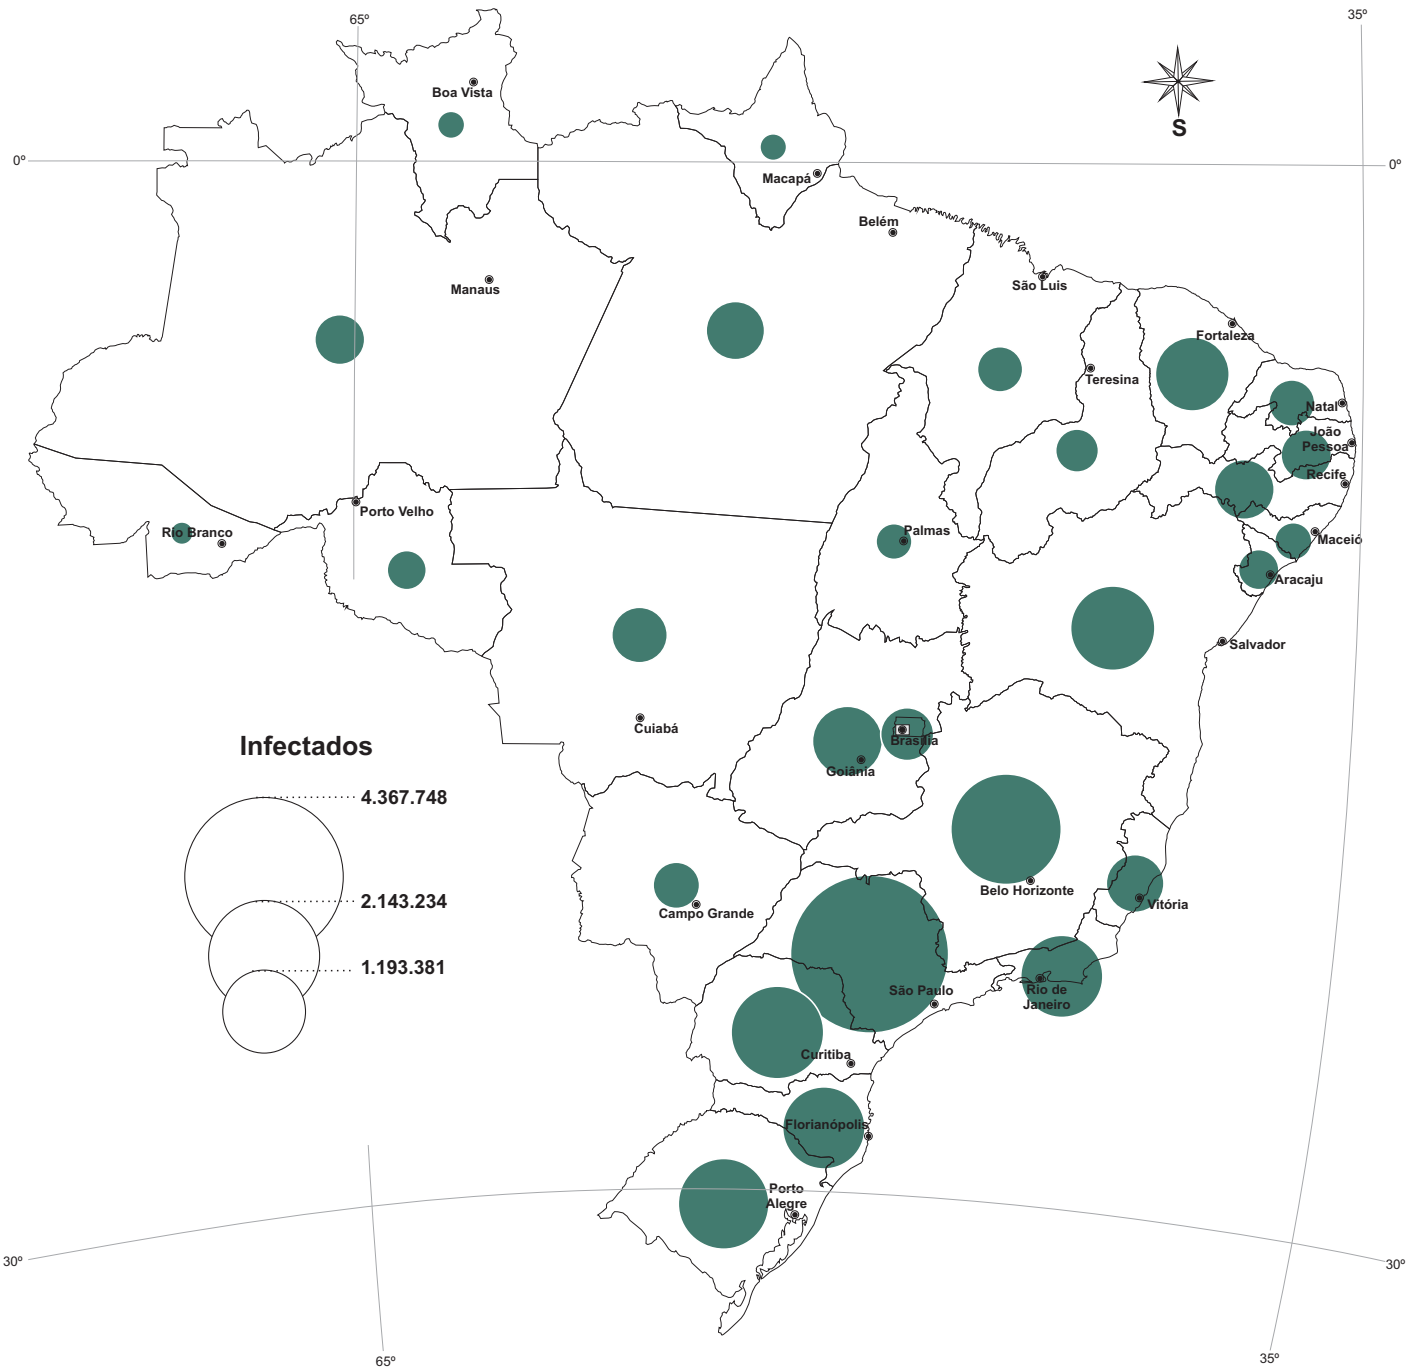 65º
35º
Boa Vista
S
0º
0º
Macapá
Belém
Manaus
São Luis
Fortaleza
Teresina
Natal
João
Pessoa
Recife
Porto Velho
Rio Branco
Palmas
Maceió
Aracaju
Salvador
Cuiabá
Brasília
Goiânia
Infectados
4.367.748
2.143.234
1.193.381
Belo Horizonte
Vitória
Campo Grande
São Paulo
Rio de
Janeiro
Curitiba
Florianópolis
Porto
Alegre
30º
30º
65º
35º